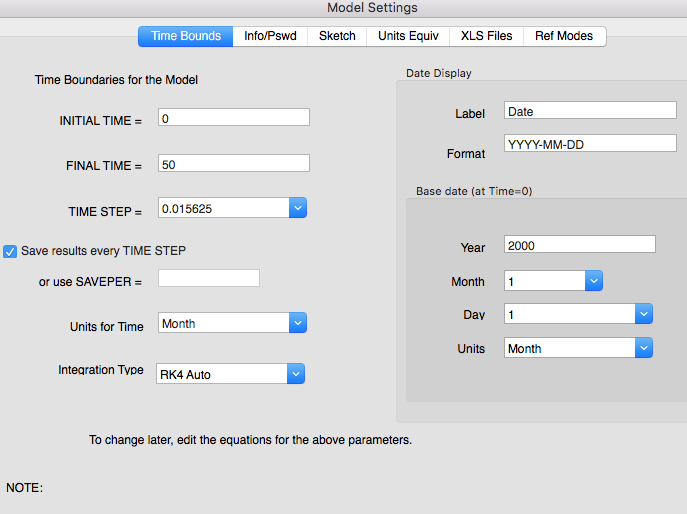 Model Settings
Time Bounds Info/Pswd Sketch Units Equiv XLS Files Ref Modes
Time Boundaries for the Model
INITIAL TIME = 0
FINAL TIME = 50
TIME STEP = 0.015625
Save results every TIME STEP
or use SAVEPER =
Units for Time Month
Integration Type RK4 Auto
Date Display
Label Date
Format YYYY-MM-DD
Base date (at Time=0)
Year 2000
Month 1
Day 1
Units Month
To change later, edit the equations for the above parameters.
NOTE: